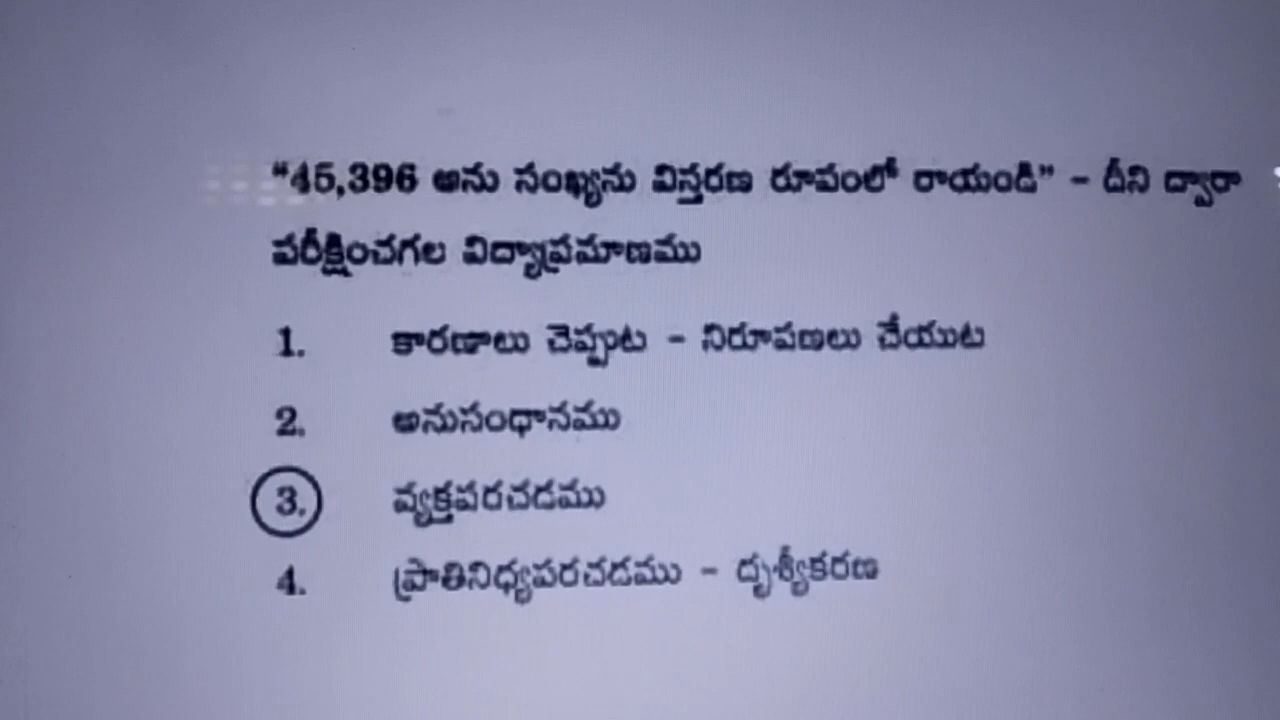 "45,396 అను సంఖ్యను విస్తరణ రూపంలో రాయండి" - దీని ద్వారా
పరీక్షించగల విద్యాప్రమాణము
1. కారణాలు చెప్పుట - నిరూపణలు చేయుట
2. అనుసంధానము
3. వ్యక్తపరచడము
4. ప్రాతినిధ్యపరచడము - దృశ్యీకరణ